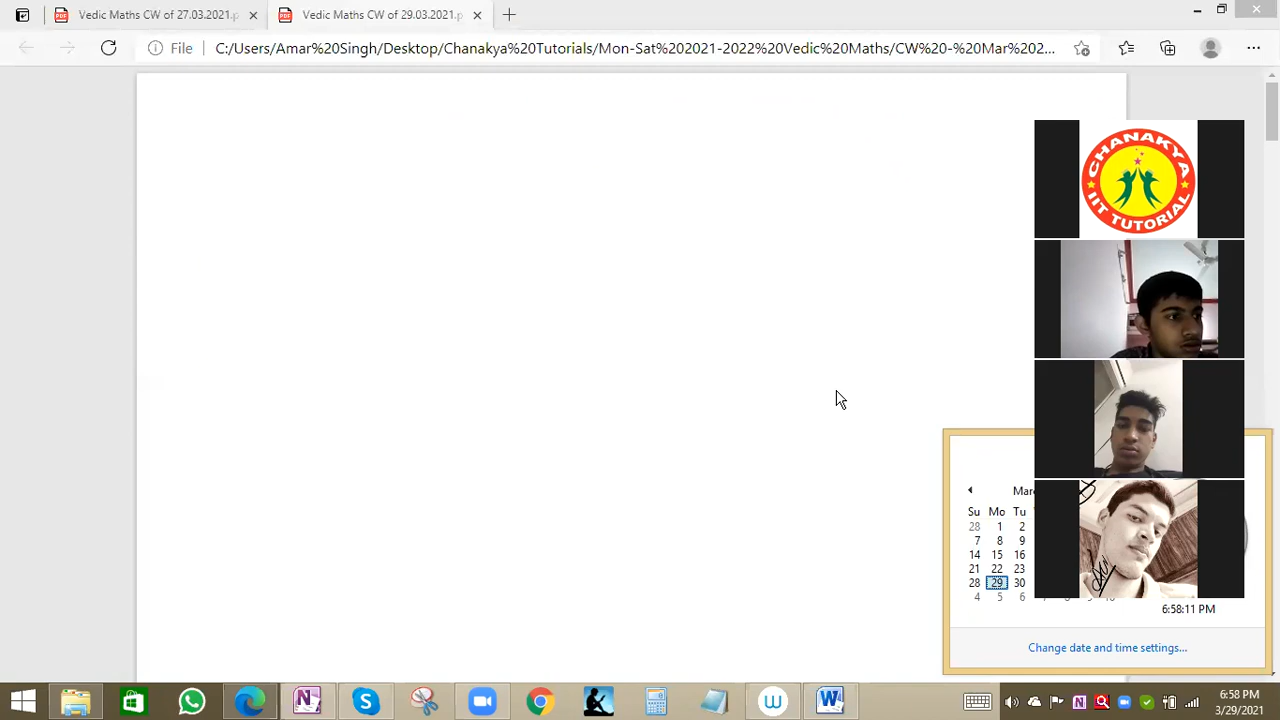 Vedic Maths CW of 27.03.2021.p
Vedic Maths CW of 29.03.2021.p
File
C:/Users/Amar%20Singh/Desktop/Chanakya%20Tutorials/Mon-Sat%202021-2022%20Vedic%20Maths/CW%20-%20Mar%202...
CHANAKYA
IIT TUTORIAL
Su Mo Tu
28 1 2
7 8 9
14 15 16
21 22 23
28 29 30
4 5 6
6:58:11 PM
Change date and time settings...
6:58 PM
3/29/2021